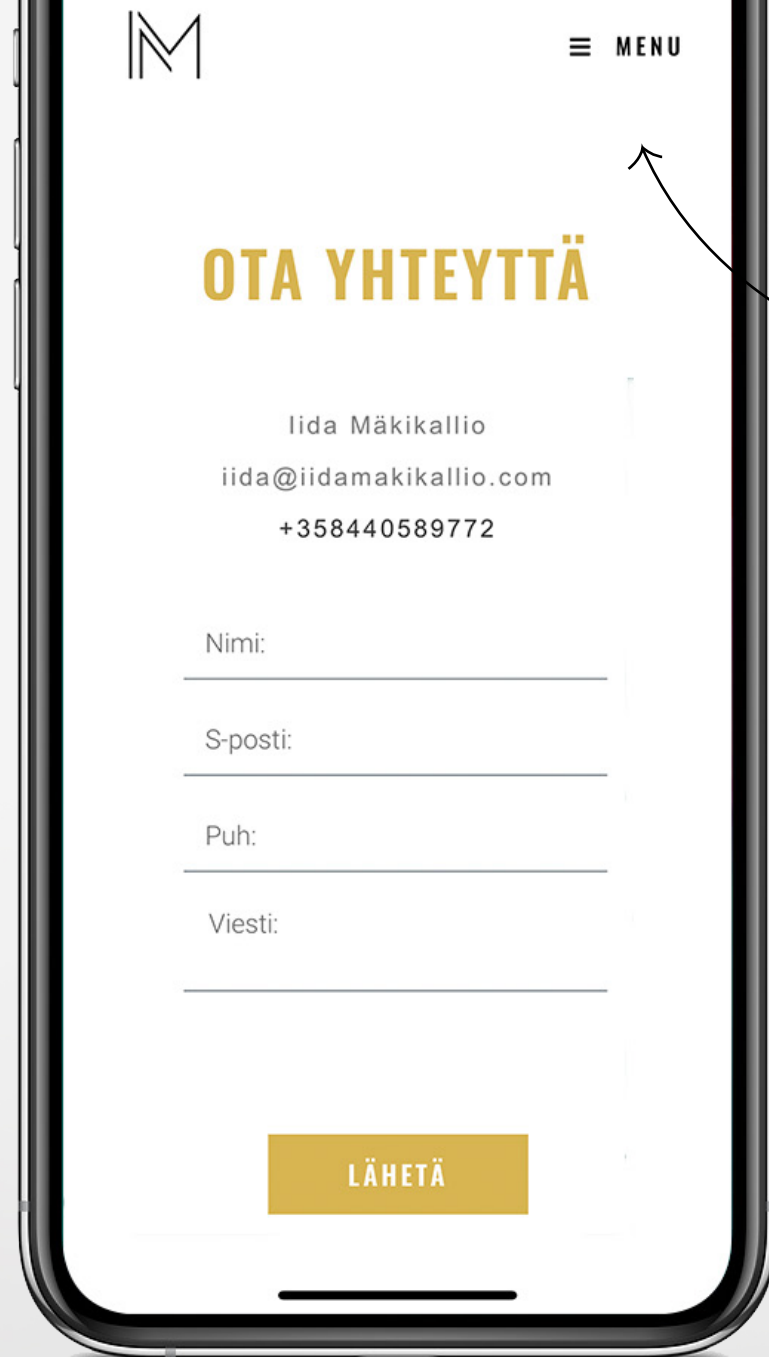 M
≡ MENU
OTA YHTEYTTÄ
Iida Mäkikallio
iida@iidamakikallio.com
+358440589772
Nimi:
S-posti:
Puh:
Viesti:
LÄHETÄ